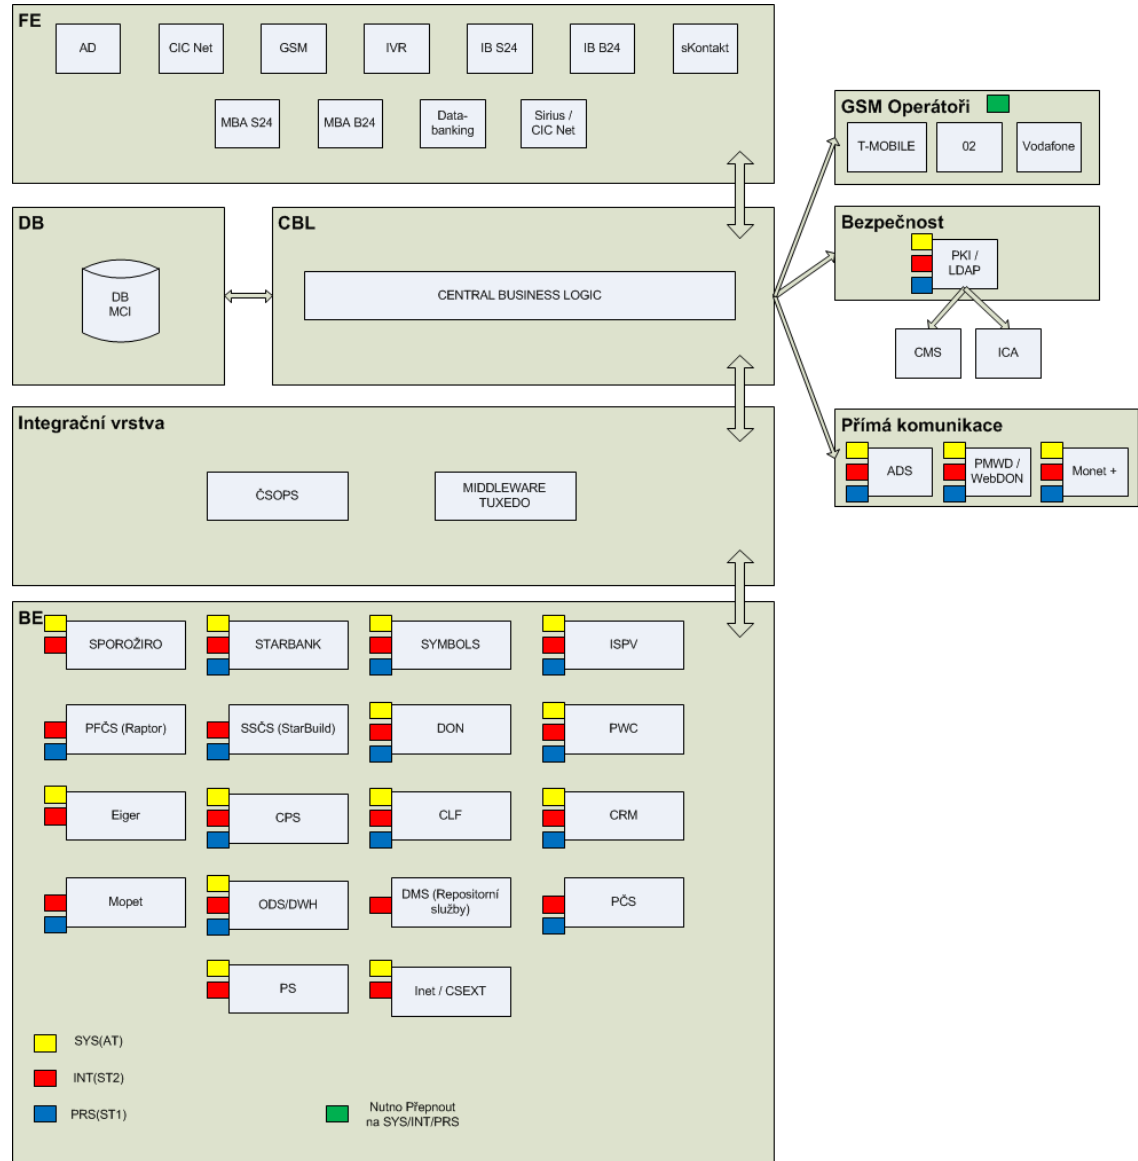 FE
AD
CIC Net
GSM
IVR
IB S24
IB B24
sKontakt
MBA S24
MBA B24
Data-
banking
Sirius /
CIC Net
GSM Operátoři
T-MOBILE
02
Vodafone
DB
DB
MCI
CBL
CENTRAL BUSINESS LOGIC
Bezpečnost
PKI /
LDAP
CMS
ICA
Integrační vrstva
ČSOPS
MIDDLEWARE
TUXEDO
Přímá komunikace
ADS
PMWD /
WebDON
Monet +
BE
SPOROŽIRO
STARBANK
SYMBOLS
ISPV
PFČS (Raptor)
SSČS (StarBuild)
DON
PWC
Eiger
CPS
CLF
CRM
Mopet
ODS/DWH
DMS (Repositorní
služby)
PČS
PS
Inet / CSEXT
SYS(AT)
INT(ST2)
PRS(ST1)
Nutno Přepnout
na SYS/INT/PRS